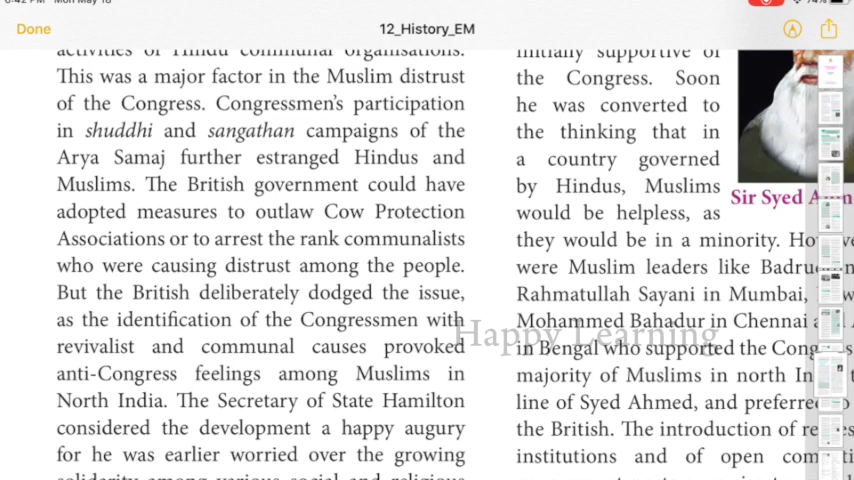 Done
12_History_EM
74%
activities of Hindu communal organisations.
This was a major factor in the Muslim distrust
of the Congress. Congressmen's participation
in shuddhi and sangathan campaigns of the
Arya Samaj further estranged Hindus and
Muslims. The British government could have
adopted measures to outlaw Cow Protection
Associations or to arrest the rank communalists
who were causing distrust among the people.
But the British deliberately dodged the issue,
as the identification of the Congressmen with
revivalist and communal causes provoked
anti-Congress feelings among Muslims in
North India. The Secretary of State Hamilton
considered the development a happy augury
for he was earlier worried over the growing
solidarity among various social and religious
initially supportive of
the Congress. Soon
he was converted to
the thinking that in
a country governed
by Hindus, Muslims
would be helpless, as
they would be in a minority.
were Muslim leaders like
Rahmatullah Sayani in Mumbai,
Mohammed Bahadur in Chennai
in Bengal who supported the
majority of Muslims in north
line of Syed Ahmed, and
the British. The introduction of
institutions and of open
Sir Syed
Happy Learning